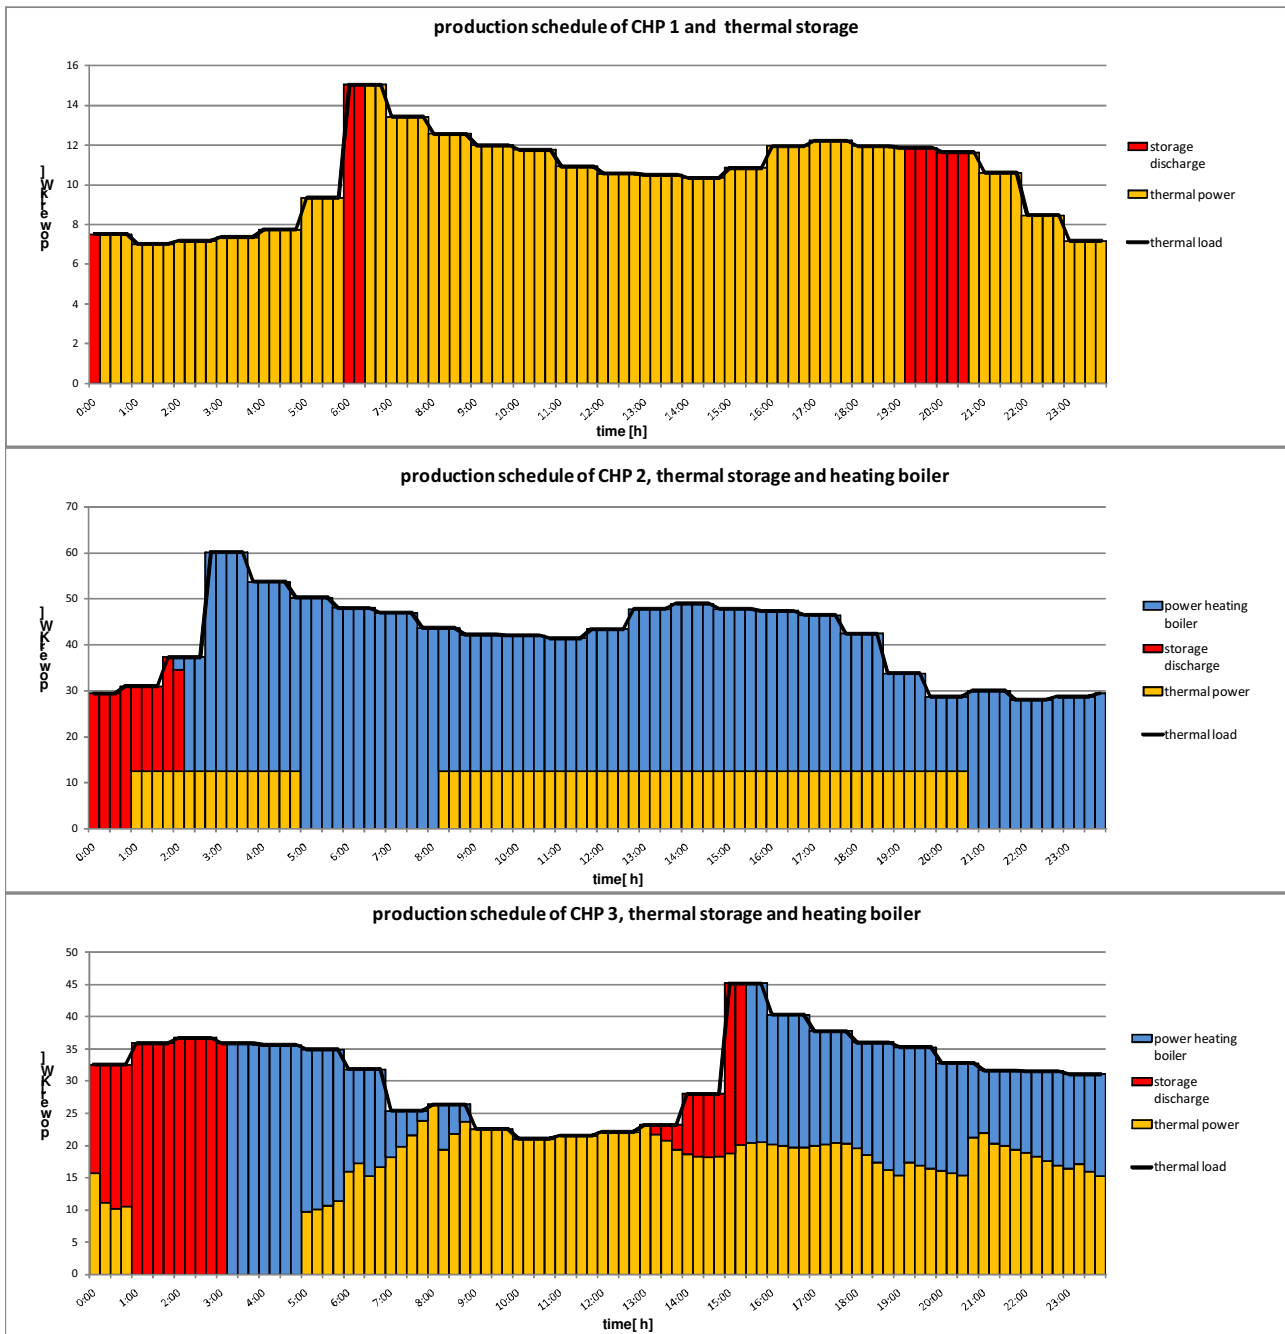 production schedule of CHP 1 and thermal storage
16
14
12
10
8
6
4
2
0
power[KW]
0:00 1:00 2:00 3:00 4:00 5:00 6:00 7:00 8:00 9:00 10:00 11:00 12:00 13:00 14:00 15:00 16:00 17:00 18:00 19:00 20:00 21:00 22:00 23:00
time [h]
storage
discharge
thermal power
thermal load
production schedule of CHP 2, thermal storage and heating boiler
70
60
50
40
30
20
10
0
power[KW]
0:00 1:00 2:00 3:00 4:00 5:00 6:00 7:00 8:00 9:00 10:00 11:00 12:00 13:00 14:00 15:00 16:00 17:00 18:00 19:00 20:00 21:00 22:00 23:00
time[ h]
power heating
boiler
storage
discharge
thermal power
thermal load
production schedule of CHP 3, thermal storage and heating boiler
50
45
40
35
30
25
20
15
10
5
0
power[KW]
0:00 1:00 2:00 3:00 4:00 5:00 6:00 7:00 8:00 9:00 10:00 11:00 12:00 13:00 14:00 15:00 16:00 17:00 18:00 19:00 20:00 21:00 22:00 23:00
time[ h]
power heating
boiler
storage
discharge
thermal power
thermal load